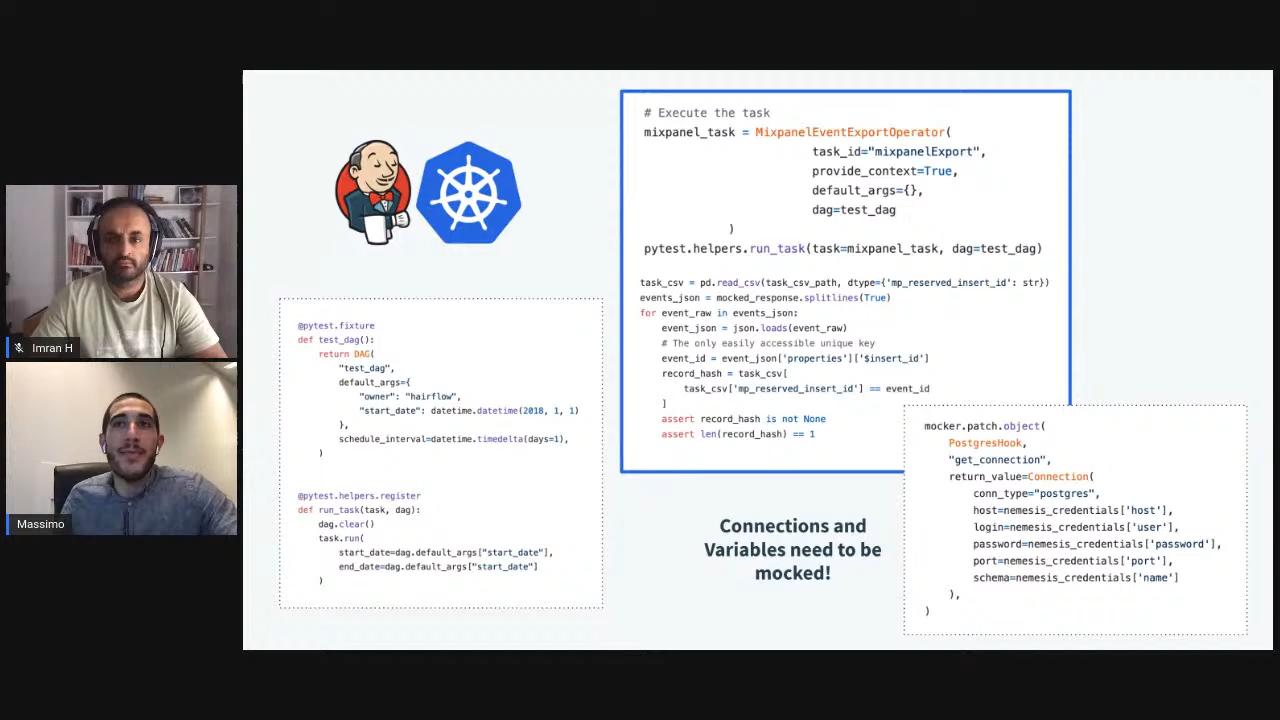 Imran H
Massimo
@pytest.fixture
def test_dag():
    return DAG(
        "test_dag",
        default_args={
            "owner": "hairflow",
            "start_date": datetime.datetime(2018, 1, 1)
        },
        schedule_interval=datetime.timedelta(days=1),
    )
@pytest.helpers.register
def run_task(task, dag):
    dag.clear()
    task.run(
        start_date=dag.default_args["start_date"],
        end_date=dag.default_args["start_date"]
    )
# Execute the task
mixpanel_task = MixpanelEventExportOperator(
                        task_id="mixpanelExport",
                        provide_context=True,
                        default_args={},
                        dag=test_dag
            )
pytest.helpers.run_task(task=mixpanel_task, dag=test_dag)
task_csv = pd.read_csv(task_csv_path, dtype={'mp_reserved_insert_id': str})
events_json = mocked_response.splitlines(True)
for event_raw in events_json:
    event_json = json.loads(event_raw)
    # The only easily accessible unique key
    event_id = event_json['properties']['$insert_id']
    record_hash = task_csv[
        task_csv['mp_reserved_insert_id'] == event_id
    ]
    assert record_hash is not None
    assert len(record_hash) == 1
Connections and
Variables need to be
mocked!
mocker.patch.object(
    PostgresHook,
    "get_connection",
    return_value=Connection(
        conn_type="postgres",
        host=nemesis_credentials['host'],
        login=nemesis_credentials['user'],
        password=nemesis_credentials['password'],
        port=nemesis_credentials['port'],
        schema=nemesis_credentials['name']
    ),
)